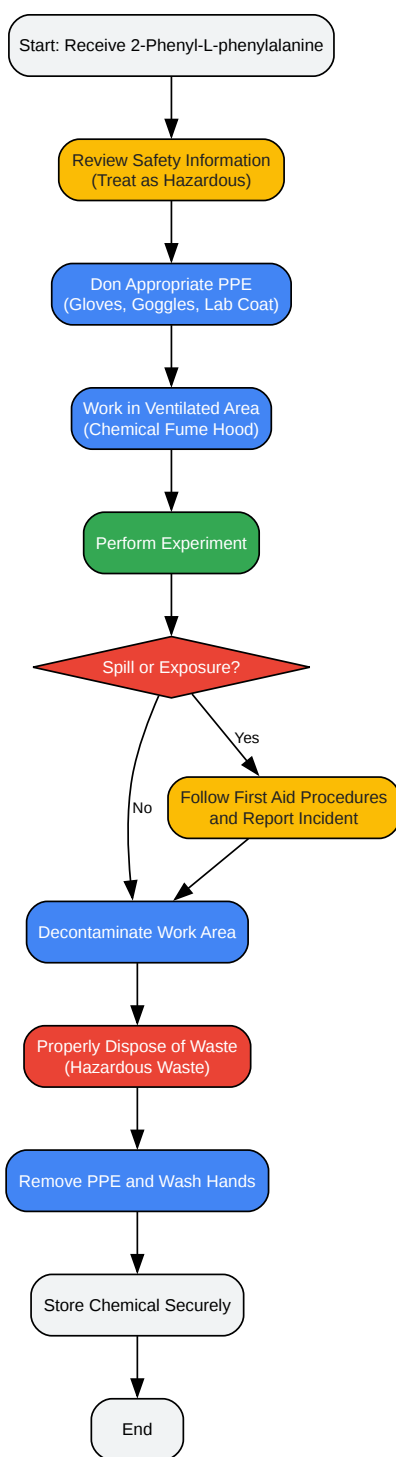 Start: Receive 2-Phenyl-L-phenylalanine
Review Safety Information
(Treat as Hazardous)
Don Appropriate PPE
(Gloves, Goggles, Lab Coat)
Work in Ventilated Area
(Chemical Fume Hood)
Perform Experiment
Spill or Exposure?
Yes
No
Follow First Aid Procedures
and Report Incident
Decontaminate Work Area
Properly Dispose of Waste
(Hazardous Waste)
Remove PPE and Wash Hands
Store Chemical Securely
End